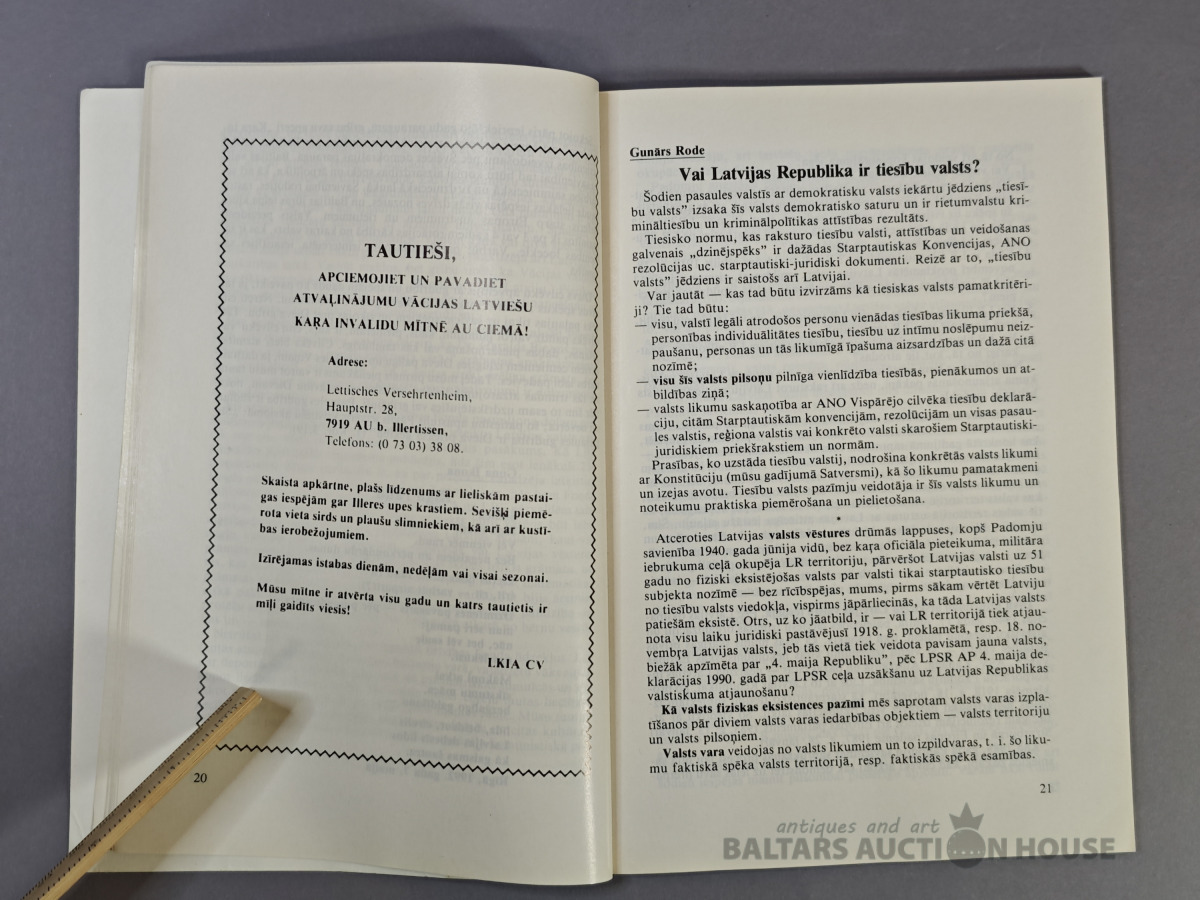 TAUTIEŠI,
APCIEMOJIET UN PAVADIET
ATVAĻINĀJUMU VĀCIJAS LATVIEŠU
KAŖA INVALIDU MĪTNĒ AU CIEMĀ!
Adrese:
Lettisches Versehrtenheim,
Hauptstr. 28,
7919 AU b. Illertissen,
Telefons: (0 73 03) 38 08.
Skaista apkārtne, plašs līdzenums ar lieliskām pastai-
gas iespējām gar Illeres upes krastiem. Sevišķi piemē-
rota vieta sirds un plaušu slimniekiem, kā arī ar kustī-
bas ierobežojumiem.
Izīrējamas istabas dienām, nedēļām vai visai sezonai.
Mūsu mītne ir atvērta visu gadu un katrs tautietis ir
mīļi gaidīts viesis!
LKIA CV
20
Gunārs Rode
Vai Latvijas Republika ir tiesību valsts?
Šodien pasaules valstīs ar demokratisku valsts iekārtu jēdziens „tiesī-
bu valsts” izsaka šīs valsts demokratisko saturu un ir rietumvalstu kri-
mināltiesību un kriminālpolītikas attīstības rezultāts.
Tiesisko normu, kas raksturo tiesību valsti, attīstības un veidošanas
galvenais „dzinējspēks” ir dažādas Starptautiskas Konvencijas, ANO
rezolūcijas uc. starptautiski-juridiski dokumenti. Reizē ar to, „tiesību
valsts” jēdziens ir saistošs arī Latvijai.
Var jautāt — kas tad būtu izvirzāms kā tiesiskas valsts pamatkritēri-
ji? Tie tad būtu:
— visu, valstī legāli atrodošos personu vienādas tiesības likuma priekšā,
personības individuālitātes tiesību, tiesību uz intīmu noslēpumu neiz-
paušanu, personas un tās likumīgā īpašuma aizsardzības un dažā citā
nozīmē;
— visu šīs valsts pilsoņu pilnīga vienlīdzība tiesībās, pienākumos un at-
bildības ziņā;
— valsts likumu saskaņotība ar ANO Vispārējo cilvēka tiesību deklarā-
ciju, citām Starptautiskām konvencijām, rezolūcijām un visas pasau-
les valstis, reģiona valstis vai konkrēto valsti skarošiem Starptautiski-
juridiskiem priekšrakstiem un normām.
Prasības, ko uzstāda tiesību valstij, nodrošina konkrētās valsts likumi
ar Konstitūciju (mūsu gadījumā Satversmi), kā šo likumu pamatakmeni
un izejas avotu. Tiesību valsts pazīmju veidotāja ir šīs valsts likumu un
noteikumu praktiska piemērošana un pielietošana.
•
Atceroties Latvijas valsts vēstures drūmās lappuses, kopš Padomju
savienība 1940. gada jūnija vidū, bez kaŗa oficiāla pieteikuma, militāra
iebrukuma ceļā okupēja LR territoriju, pārvēršot Latvijas valsti uz 51
gadu no fiziski eksistējošas valsts par valsti tikai starptautisko tiesību
subjekta nozīmē — bez rīcībspējas, mums, pirms sākam vērtēt Latviju
no tiesību valsts viedokļa, vispirms jāpārliecinās, ka tāda Latvijas valsts
patiešām eksistē. Otrs, uz ko jāatbild, ir — vai LR territorijā tiek atjau-
nota visu laiku juridiski pastāvējusī 1918. g. proklamētā, resp. 18. no-
vembŗa Latvijas valsts, jeb tās vietā tiek veidota pavisam jauna valsts,
biežāk apzīmēta par „4. maija Republiku”, pēc LPSR AP 4. maija de-
klarācijas 1990. gadā par LPSR ceļa uzsākšanu uz Latvijas Republikas
valstiskuma atjaunošanu?
Kā valsts fiziskas eksistences pazīmi mēs saprotam valsts varas izpla-
tīšanos pār diviem valsts varas iedarbības objektiem — valsts territoriju
un valsts pilsoņiem.
Valsts vara veidojas no valsts likumiem un to izpildvaras, t. i. šo liku-
mu faktiskā spēka valsts territorijā, resp. faktiskās spēkā esamības.
21
antiques and art
BALTARS AUCTION HOUSE